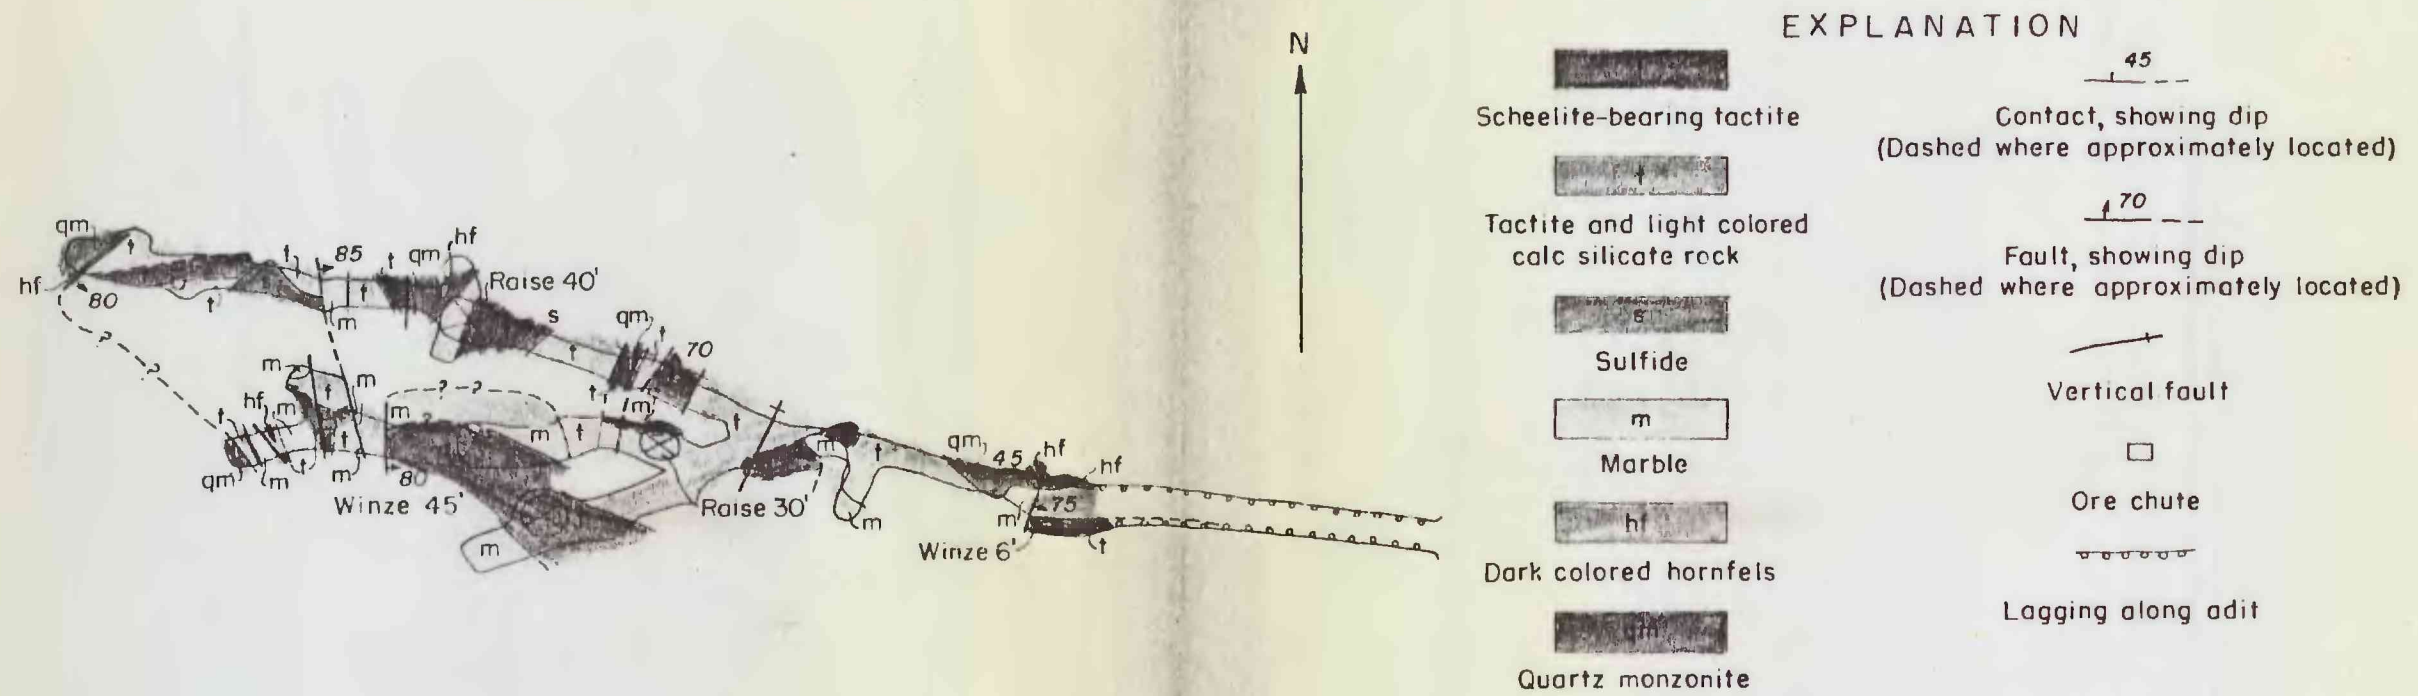 EXPLANATION
N
Scheelite-bearing tactite
t
Tactite and light colored
calc silicate rock
s
Sulfide
m
Marble
hf
Dark colored hornfels
qm
Quartz monzonite
45
Contact, showing dip
(Dashed where approximately located)
70
Fault, showing dip
(Dashed where approximately located)
Vertical fault
Ore chute
Lagging along adit
qm
t
hf
80
t
t
85
m
t
t
qm
hf
Raise 40'
s
t
qm
t
70
t
m
? ?
? - ?
m
t
m
t
hf
m
qm
m
t
t
m
m
?
80
Winze 45'
m
t
m
t
Raise 30'
m
m
t
qm
45
hf
hf
75
m
Winze 6'
t